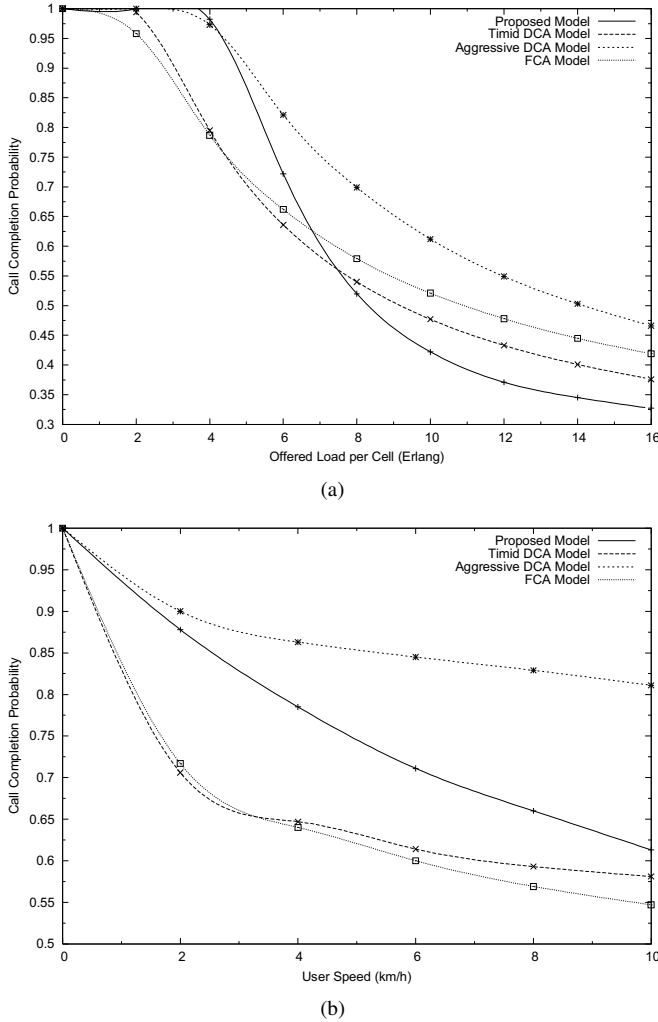 1
0.95
0.9
0.85
0.8
0.75
0.7
0.65
0.6
0.55
0.5
0.45
0.4
0.35
0.3
Call Completion Probability
Proposed Model
Timid DCA Model
Aggressive DCA Model
FCA Model
0 2 4 6 8 10 12 14 16
Offered Load per Cell (Erlang)
(a)
1
0.95
0.9
0.85
0.8
0.75
0.7
0.65
0.6
0.55
0.5
Call Completion Probability
Proposed Model
Timid DCA Model
Aggressive DCA Model
FCA Model
0 2 4 6 8 10
User Speed (km/h)
(b)